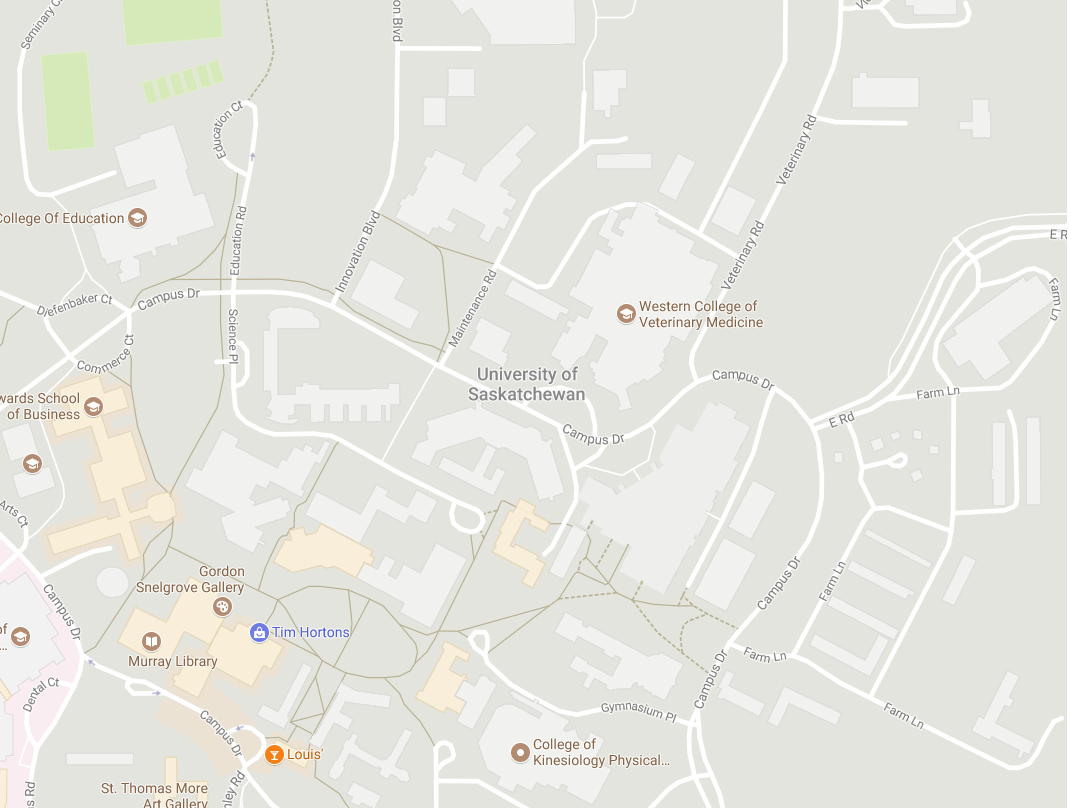 Seminary C
on Blvd
Education Ct
College Of Education
Education Rd
Innovation Blvd
Veterinary Rd
Veterinary Rd
E R
Farm Ln
Diefenbaker Ct
Campus Dr
Maintenance Rd
Western College of
Veterinary Medicine
Science Pl
Commerce Ct
University of
Saskatchewan
Campus Dr
Farm Ln
wards School
of Business
E Rd
Campus Dr
Arts Ct
Gordon
Snelgrove Gallery
Campus Dr
Farm Ln
Campus Dr
of
...
Tim Hortons
Murray Library
Farm Ln
Dental Ct
Campus Dr
Gymnasium Pl
Farm Ln
Campus Dr
Louis'
College of
Kinesiology Physical...
St. Thomas More
Art Gallery
nley Rd
s Rd